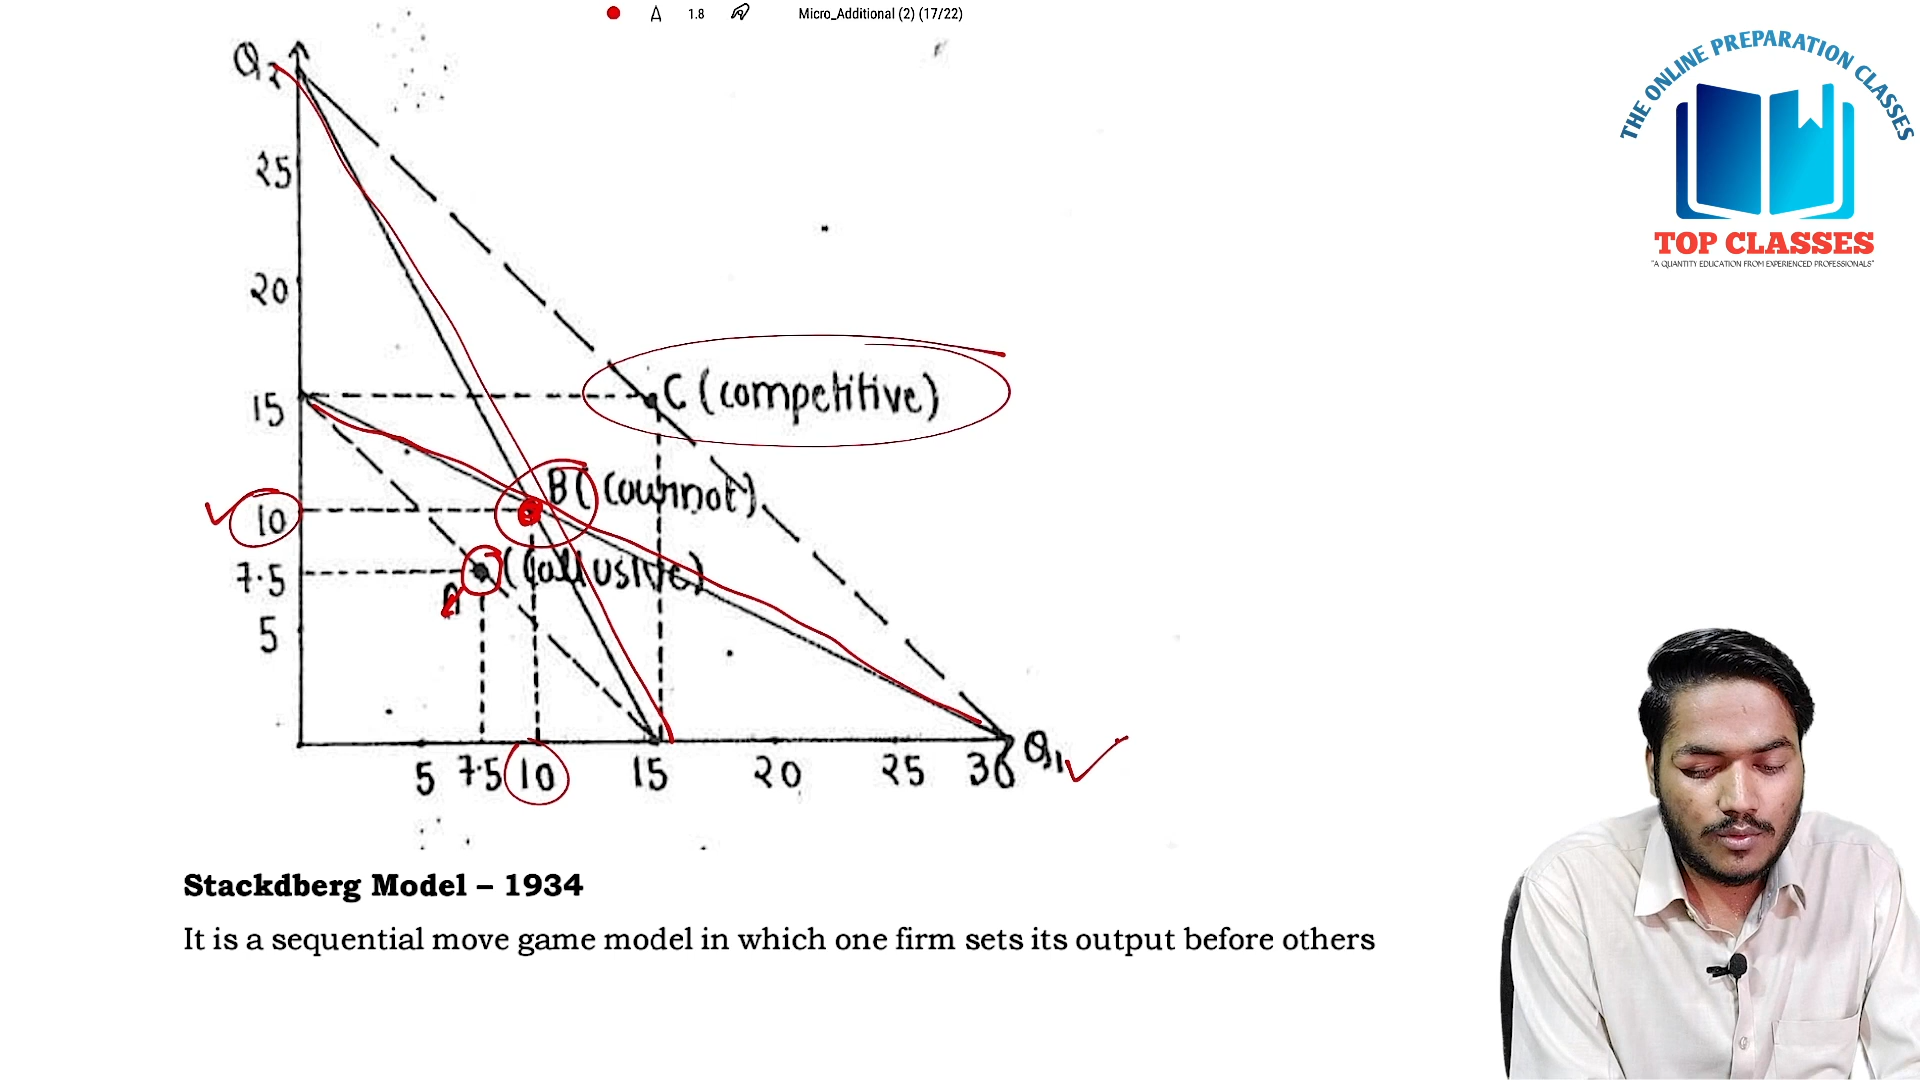 1.8 Micro_Additional (2) (17/22)
THE ONLINE PREPARATION CLASSES
TOP CLASSES
"A QUANTITY EDUCATION FROM EXPERIENCED PROFESSIONALS"
Q2
25
20
15
C (competitive)
B (Cournot)
10
7.5
A (Collusive)
5
5 7.5 10 15 20 25 30 Q1
Stackdberg Model – 1934
It is a sequential move game model in which one firm sets its output before others